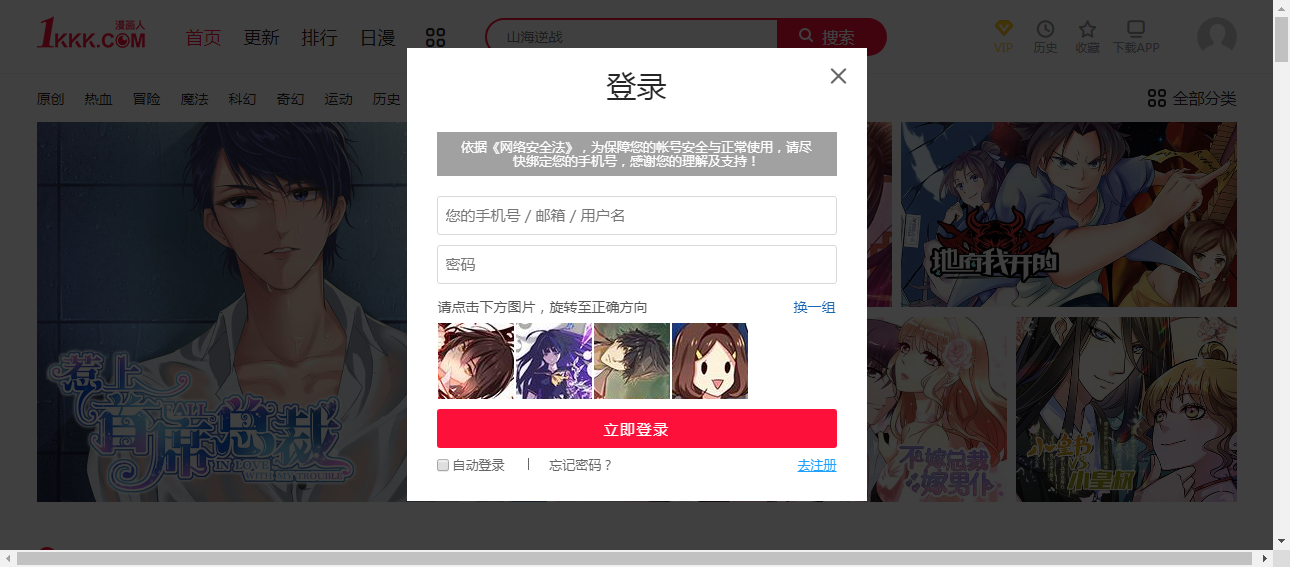 漫画人
1KKK.COM
首页 更新 排行 日漫
山海逆战
搜索
VIP 历史 收藏 下载APP
登录
依据《网络安全法》，为保障您的帐号安全与正常使用，请尽
快绑定您的手机号，感谢您的理解及支持！
您的手机号 / 邮箱 / 用户名
密码
请点击下方图片，旋转至正确方向
换一组
立即登录
自动登录 | 忘记密码？
去注册
原创 热血 冒险 魔法 科幻 奇幻 运动 历史
全部分类
惹上
首席总裁
CALL
IN LOVE
WITH MY TROUBLE
地府我开的
不嫁总裁
嫁男仆